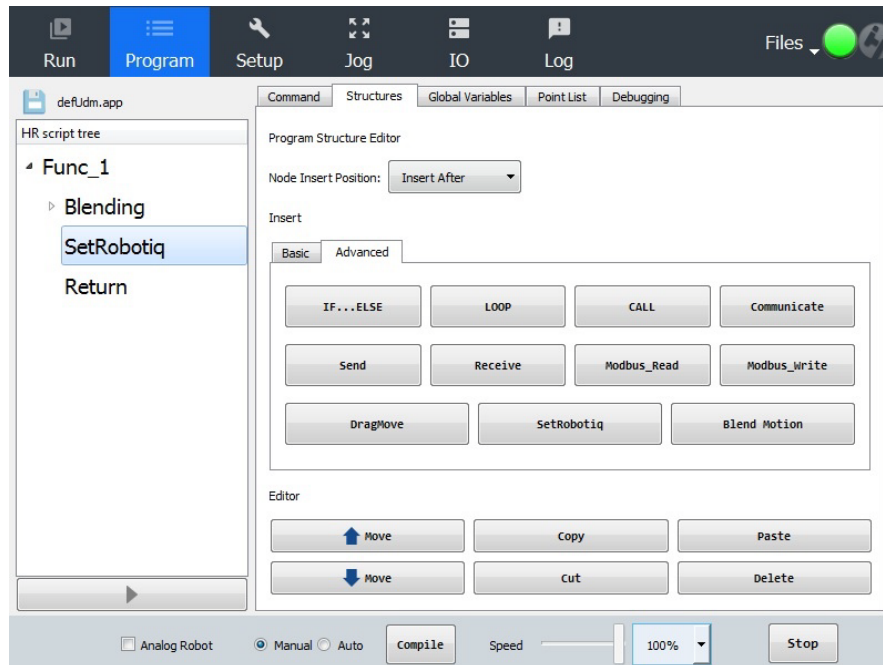 Run Program Setup Jog IO Log Files
defUdm.app
Command Structures Global Variables Point List Debugging
HR script tree
Func_1
Blending
SetRobotiq
Return
Program Structure Editor
Node Insert Position: Insert After
Insert
Basic Advanced
IF...ELSE LOOP CALL Communicate
Send Receive Modbus_Read Modbus_Write
DragMove SetRobotiq Blend Motion
Editor
Move Copy Paste
Move Cut Delete
Analog Robot Manual Auto Compile Speed 100% Stop